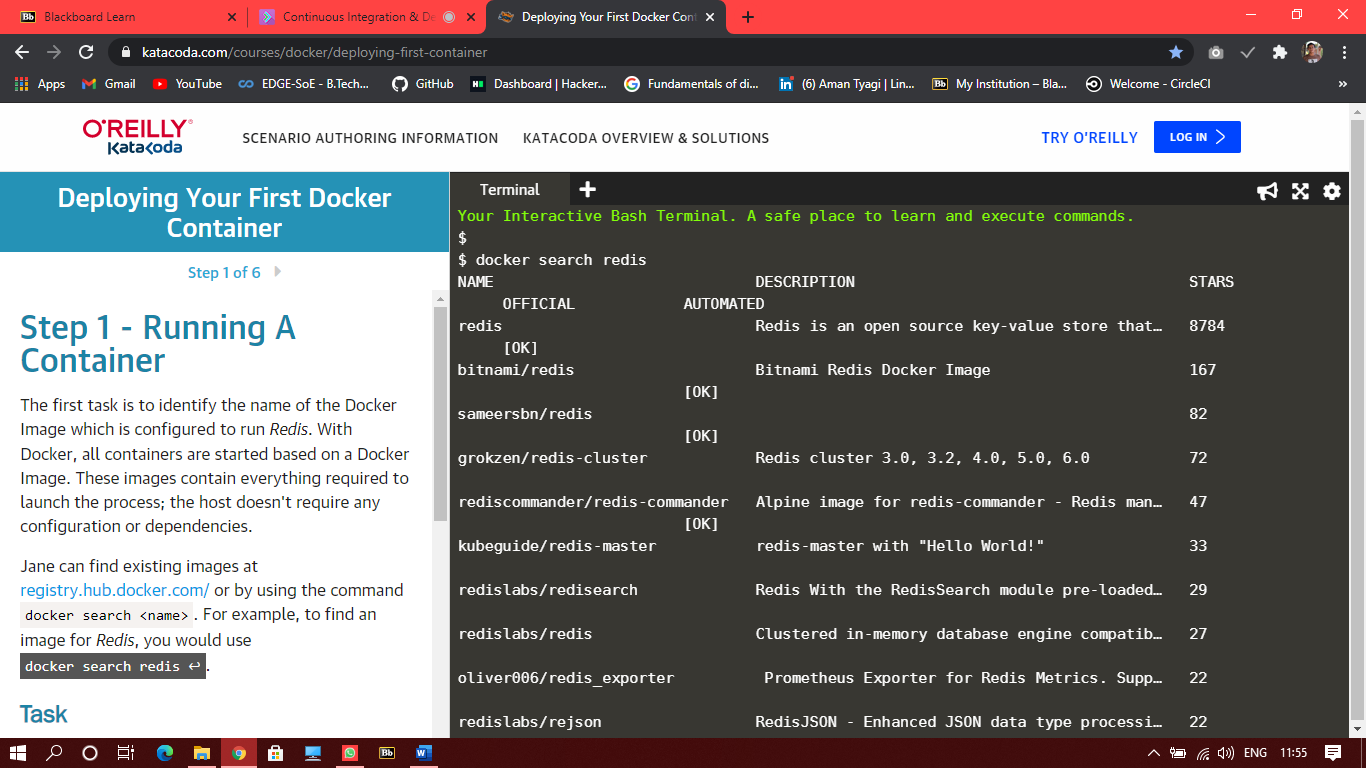 Blackboard Learn
Continuous Integration & De
Deploying Your First Docker Cont
katacoda.com/courses/docker/deploying-first-container
Apps
Gmail
YouTube
EDGE-SoE - B.Tech...
GitHub
Dashboard | Hacker...
Fundamentals of di...
(6) Aman Tyagi | Lin...
My Institution – Bla...
Welcome - CircleCI
»
O'REILLY®
Katacoda
SCENARIO AUTHORING INFORMATION
KATACODA OVERVIEW & SOLUTIONS
TRY O'REILLY
LOG IN
Deploying Your First Docker
Container
Step 1 of 6
Step 1 - Running A
Container
The first task is to identify the name of the Docker
Image which is configured to run Redis. With
Docker, all containers are started based on a Docker
Image. These images contain everything required to
launch the process; the host doesn't require any
configuration or dependencies.
Jane can find existing images at
registry.hub.docker.com/ or by using the command
docker search <name>. For example, to find an
image for Redis, you would use
docker search redis ↩.
Task
Terminal
Your Interactive Bash Terminal. A safe place to learn and execute commands.
$
$ docker search redis
NAME DESCRIPTION STARS
OFFICIAL AUTOMATED
redis Redis is an open source key-value store that… 8784
[OK]
bitnami/redis Bitnami Redis Docker Image 167
[OK]
sameersbn/redis 82
[OK]
grokzen/redis-cluster Redis cluster 3.0, 3.2, 4.0, 5.0, 6.0 72
rediscommander/redis-commander Alpine image for redis-commander - Redis man… 47
[OK]
kubeguide/redis-master redis-master with "Hello World!" 33
redislabs/redisearch Redis With the RedisSearch module pre-loaded… 29
redislabs/redis Clustered in-memory database engine compatib… 27
oliver006/redis_exporter Prometheus Exporter for Redis Metrics. Supp… 22
redislabs/rejson RedisJSON - Enhanced JSON data type processi… 22
ENG
11:55